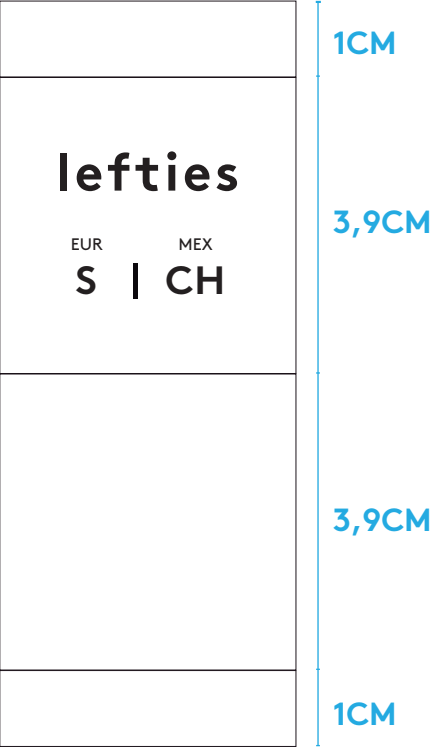 1CM
lefties
3,9CM
EUR MEX
S | CH
3,9CM
1CM